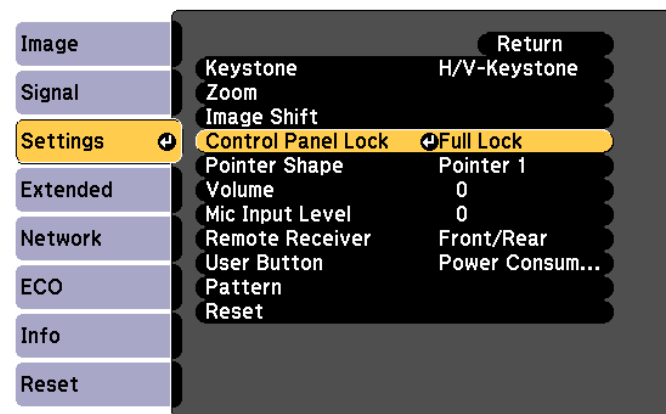 Image
Signal
Settings
Extended
Network
ECO
Info
Reset
Return
Keystone H/V-Keystone
Zoom
Image Shift
Control Panel Lock Full Lock
Pointer Shape Pointer 1
Volume 0
Mic Input Level 0
Remote Receiver Front/Rear
User Button Power Consum...
Pattern
Reset